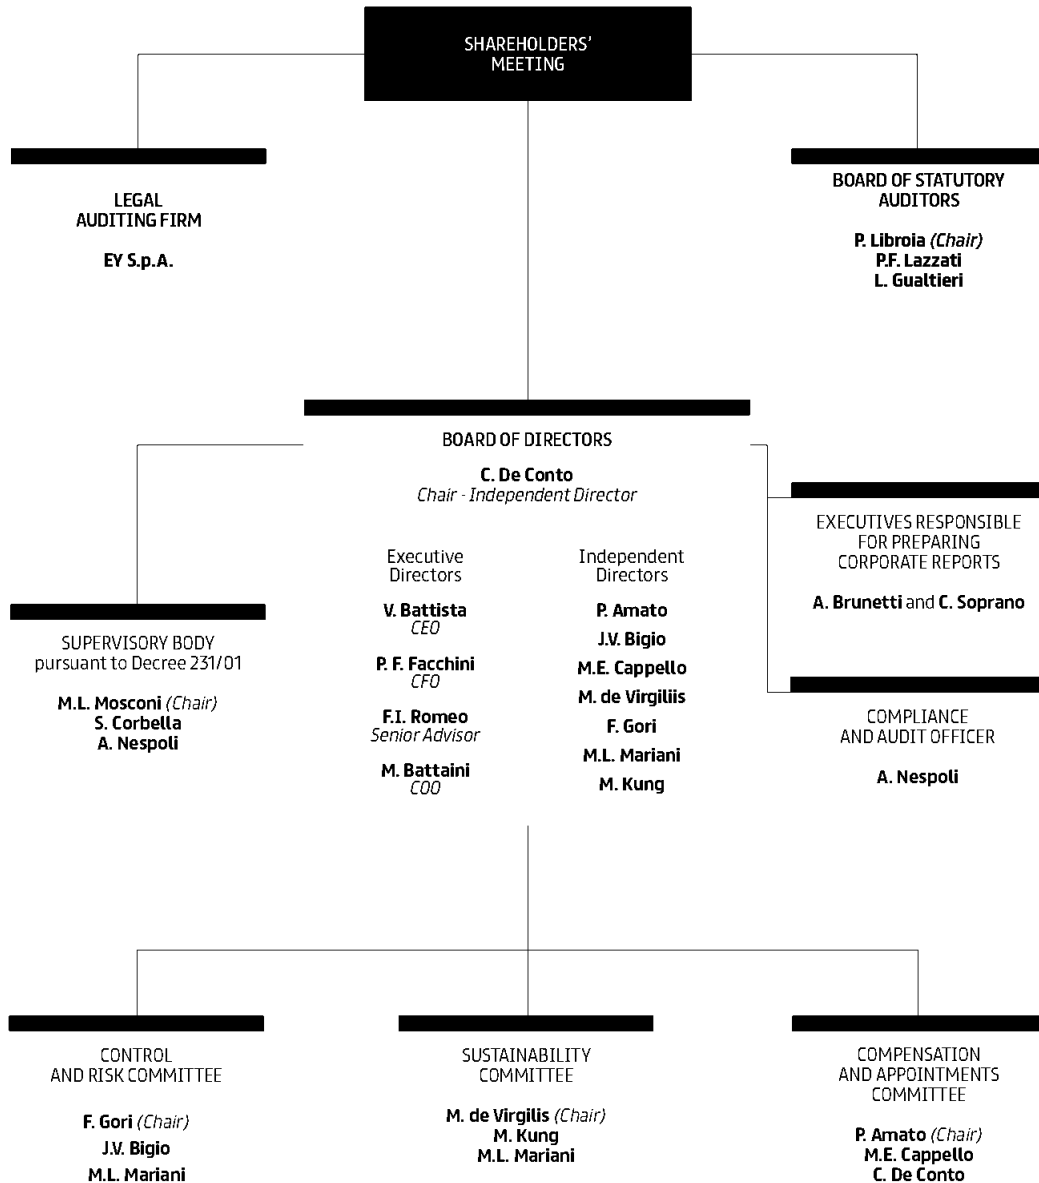 SHAREHOLDERS'
MEETING
LEGAL
AUDITING FIRM
EY S.p.A.
BOARD OF STATUTORY
AUDITORS
P. Libroia (Chair)
P.F. Lazzati
L. Gualtieri
BOARD OF DIRECTORS
C. De Conto
Chair - Independent Director
Executive
Directors
V. Battista
CEO
P. F. Facchini
CFO
F.I. Romeo
Senior Advisor
M. Battaini
COO
Independent
Directors
P. Amato
J.V. Bigio
M.E. Cappello
M. de Virgiliis
F. Gori
M.L. Mariani
M. Kung
SUPERVISORY BODY
pursuant to Decree 231/01
M.L. Mosconi (Chair)
S. Corbella
A. Nespoli
EXECUTIVES RESPONSIBLE
FOR PREPARING
CORPORATE REPORTS
A. Brunetti and C. Soprano
COMPLIANCE
AND AUDIT OFFICER
A. Nespoli
CONTROL
AND RISK COMMITTEE
F. Gori (Chair)
J.V. Bigio
M.L. Mariani
SUSTAINABILITY
COMMITTEE
M. de Virgilis (Chair)
M. Kung
M.L. Mariani
COMPENSATION
AND APPOINTMENTS
COMMITTEE
P. Amato (Chair)
M.E. Cappello
C. De Conto